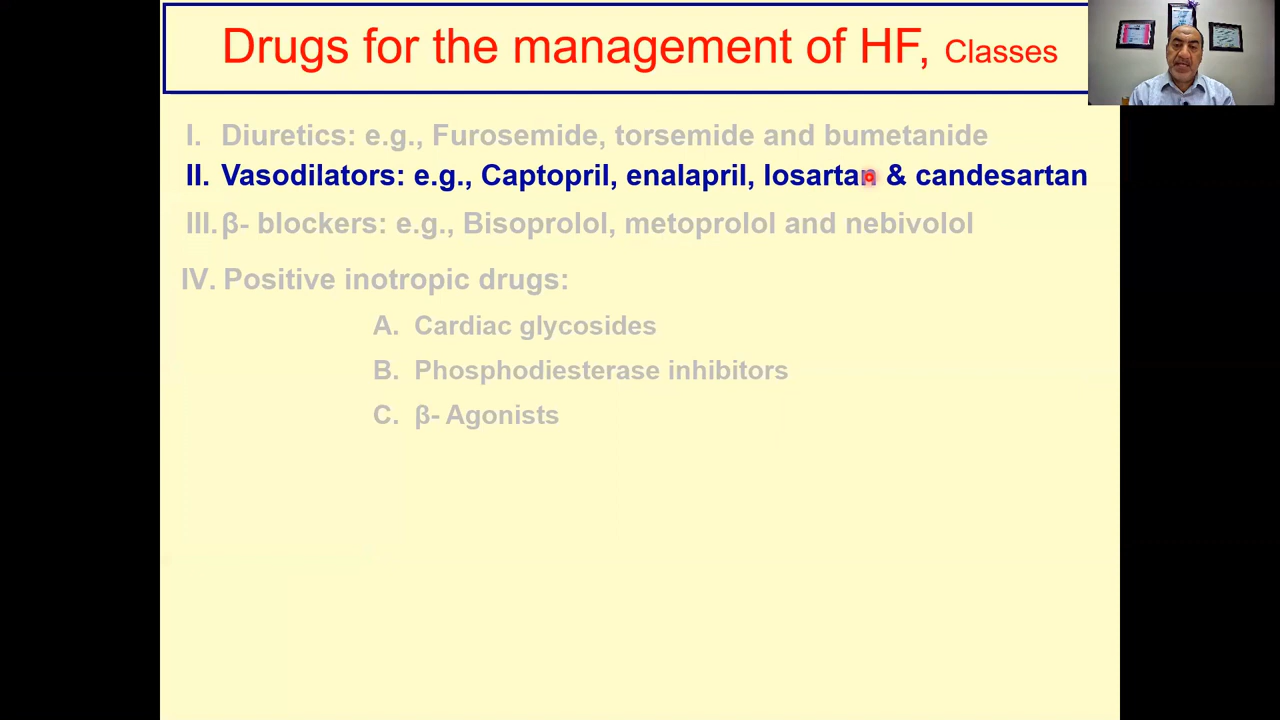 Drugs for the management of HF, Classes
I. Diuretics: e.g., Furosemide, torsemide and bumetanide
II. Vasodilators: e.g., Captopril, enalapril, losartan & candesartan
III. β- blockers: e.g., Bisoprolol, metoprolol and nebivolol
IV. Positive inotropic drugs:
A. Cardiac glycosides
B. Phosphodiesterase inhibitors
C. β- Agonists